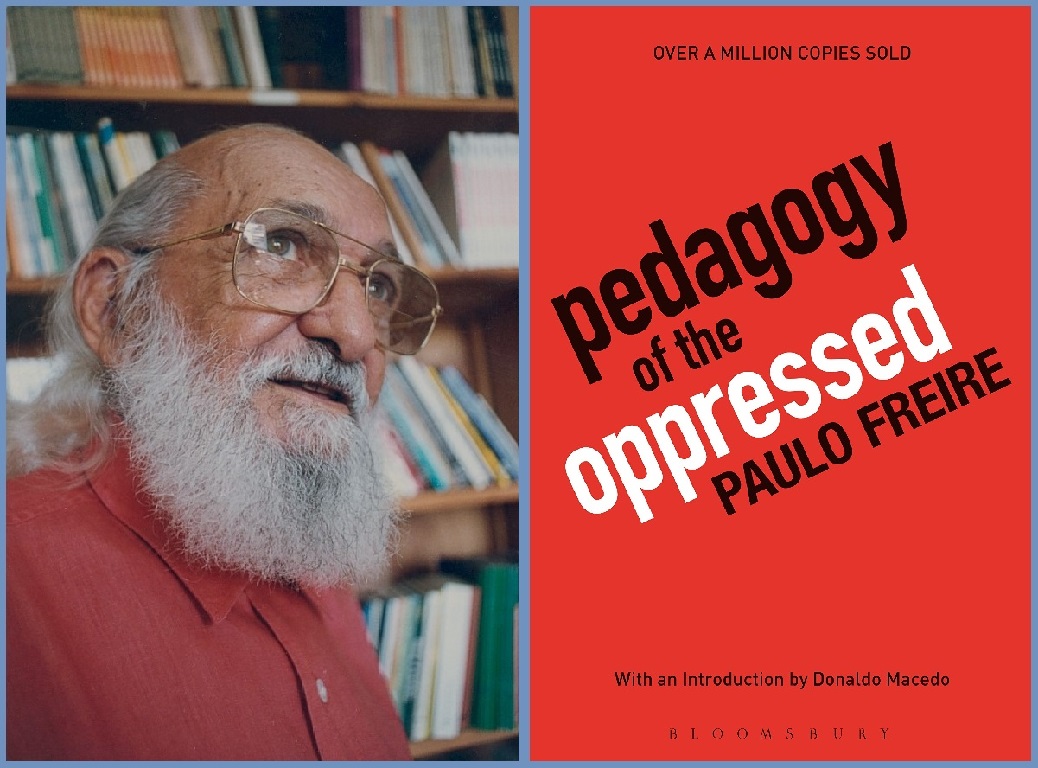 OVER A MILLION COPIES SOLD
pedagogy
of the
oppressed
PAULO FREIRE
With an Introduction by Donaldo Macedo
BLOOMSBURY